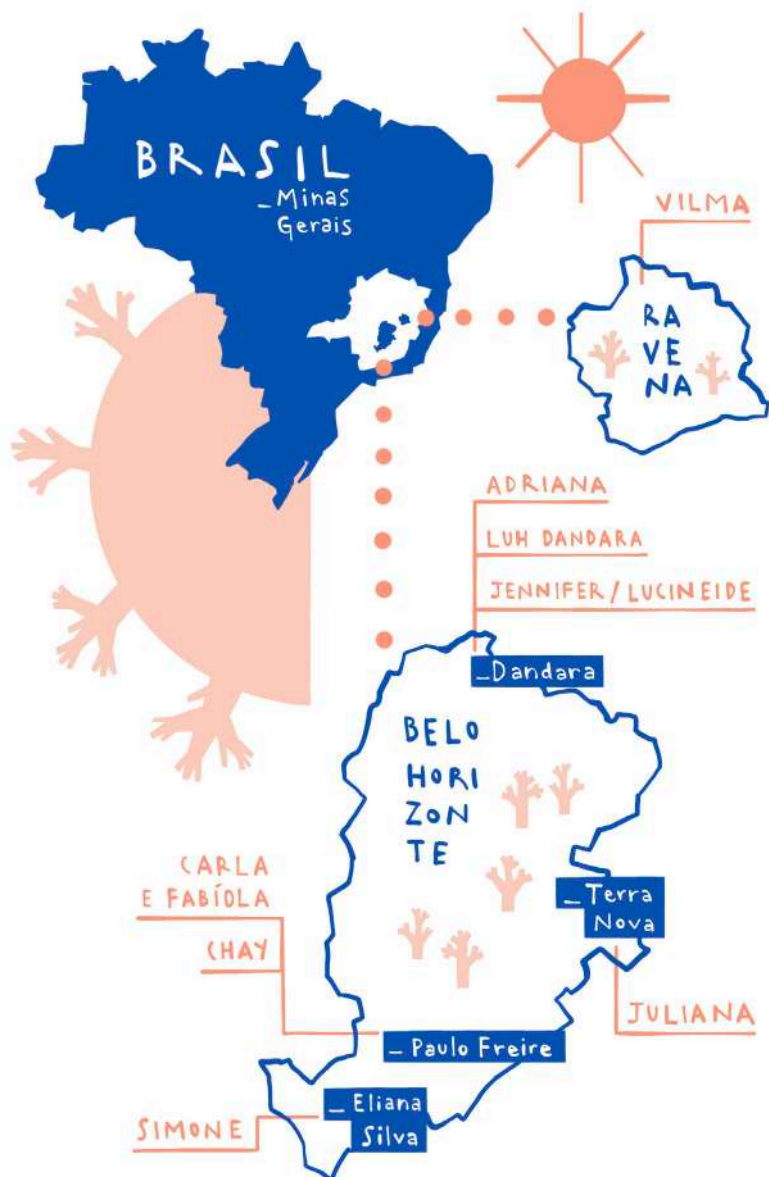 BRASIL
_Minas
Gerais
VILMA
RA
VE
NA
ADRIANA
LUH DANDARA
JENNIFER/LUCINEIDE
_Dandara
BELO
HORI
ZON
TE
CARLA
E FABÍOLA
CHAY
_Terra
Nova
JULIANA
_Paulo Freire
_Eliana
Silva
SIMONE